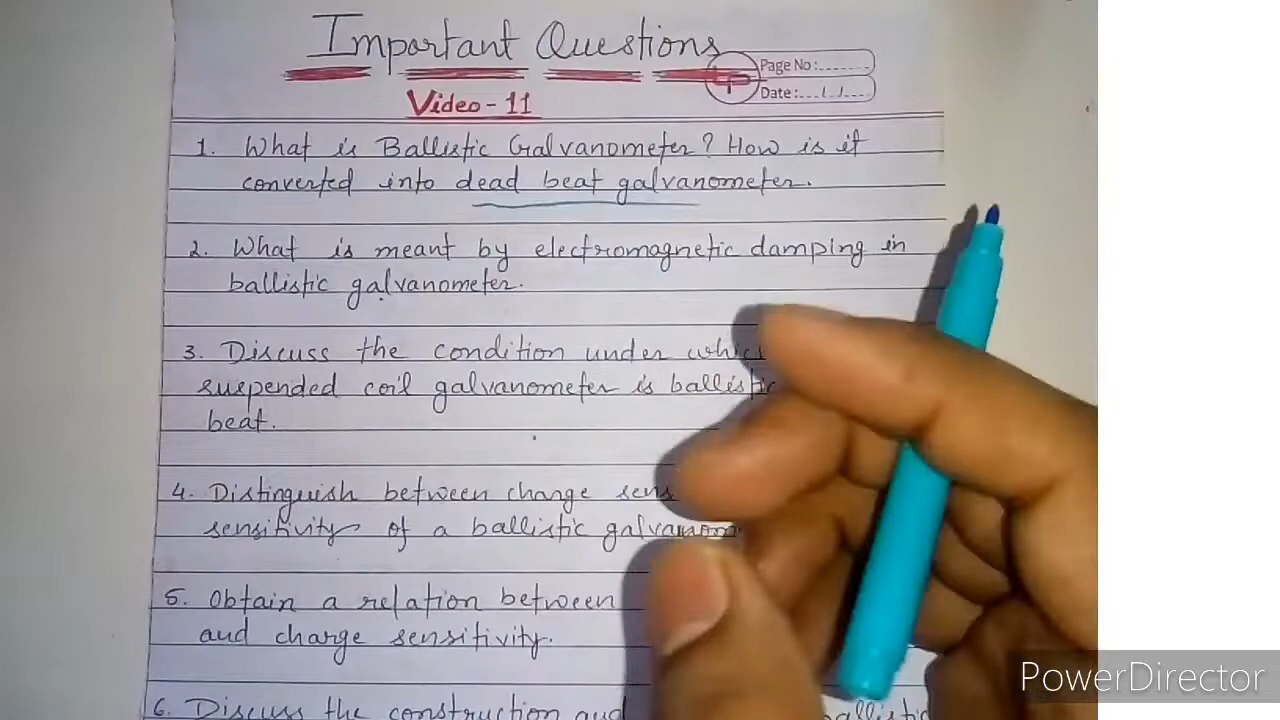 Important Questions
Page No:
Date:
Video - 11
1. What is Ballistic Galvanometer? How is it
converted into dead beat galvanometer.
2. What is meant by electromagnetic damping in
ballistic galvanometer.
3. Discuss the condition under
suspended coil galvanometer is ballistic
beat.
4. Distinguish between charge
sensitivity of a ballistic
5. Obtain a relation between
and charge sensitivity.
6. Discuss the construction and
PowerDirector